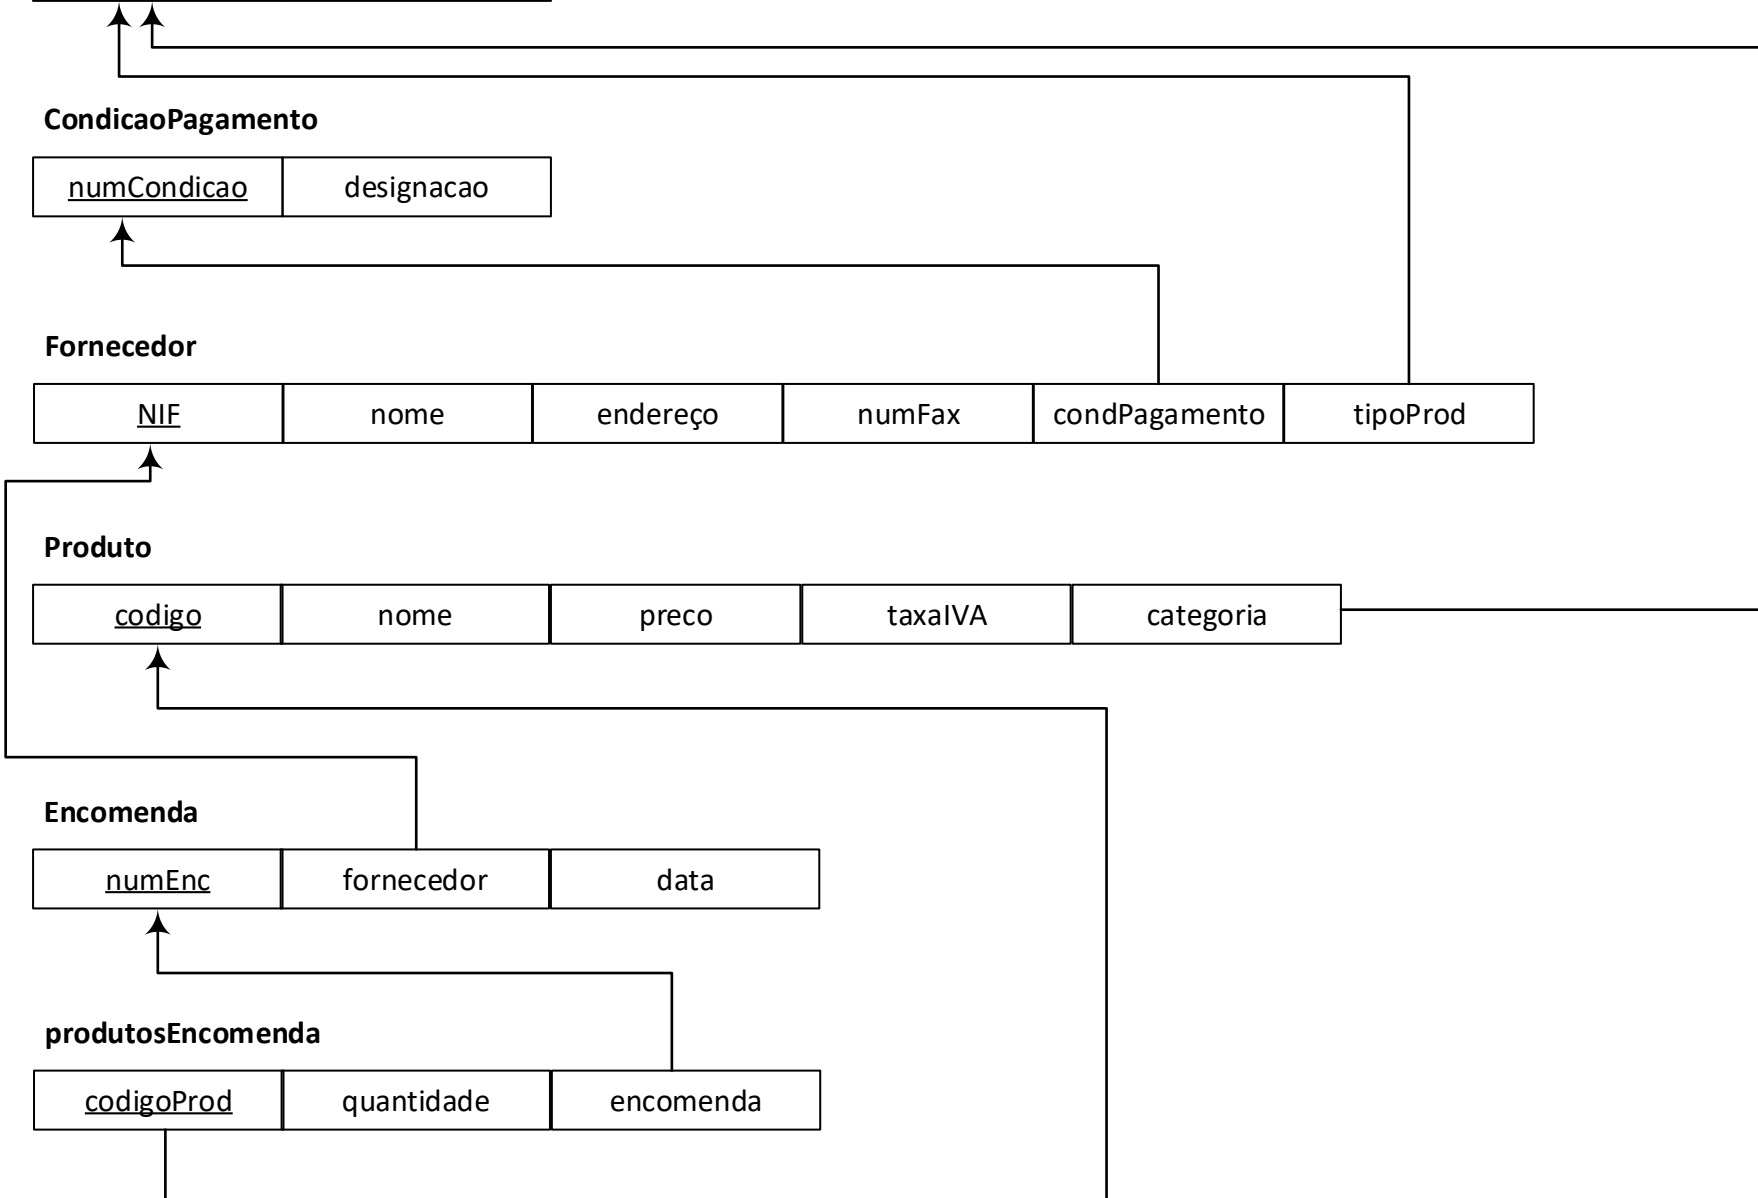 CondicaoPagamento
numCondicao designacao
Fornecedor
NIF nome endereço numFax condPagamento tipoProd
Produto
codigo nome preco taxaIVA categoria
Encomenda
numEnc fornecedor data
produtosEncomenda
codigoProd quantidade encomenda